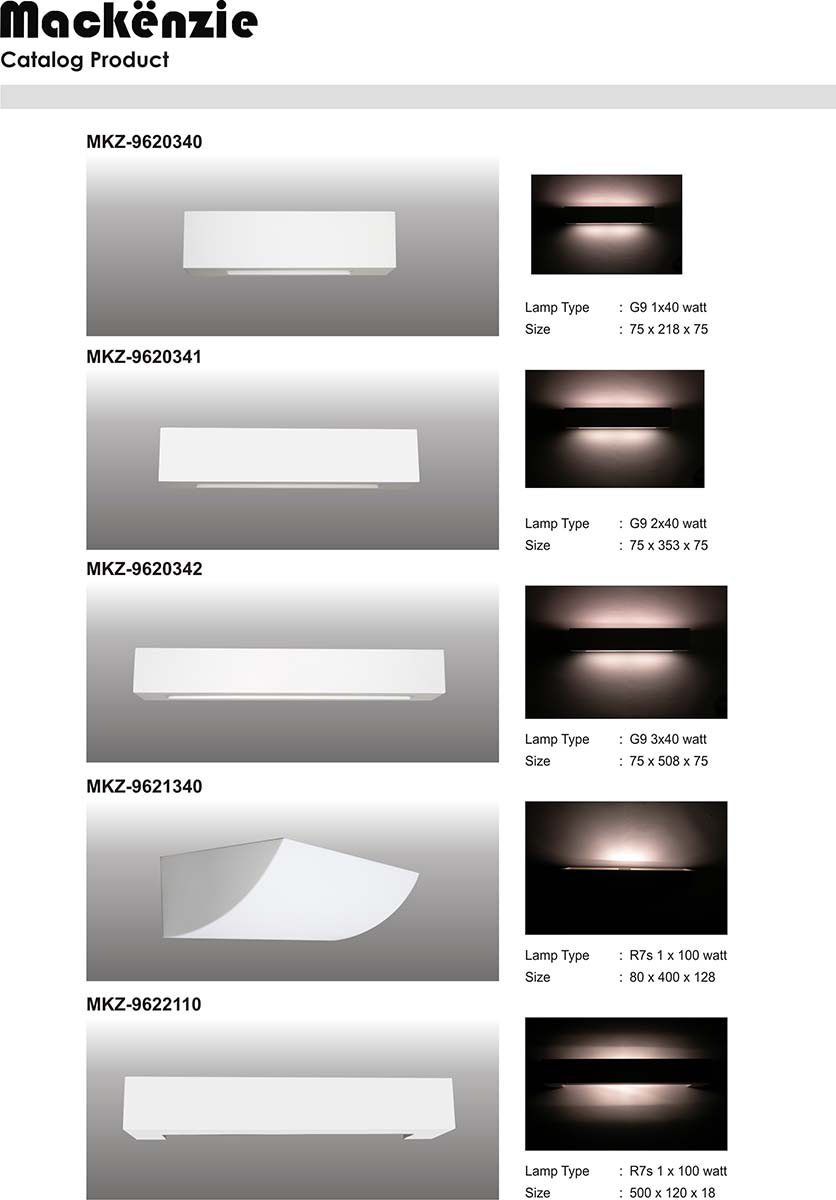 Mackënzie
Catalog Product
MKZ-9620340
Lamp Type : G9 1x40 watt
Size : 75 x 218 x 75
MKZ-9620341
Lamp Type : G9 2x40 watt
Size : 75 x 353 x 75
MKZ-9620342
Lamp Type : G9 3x40 watt
Size : 75 x 508 x 75
MKZ-9621340
Lamp Type : R7s 1 x 100 watt
Size : 80 x 400 x 128
MKZ-9622110
Lamp Type : R7s 1 x 100 watt
Size : 500 x 120 x 18